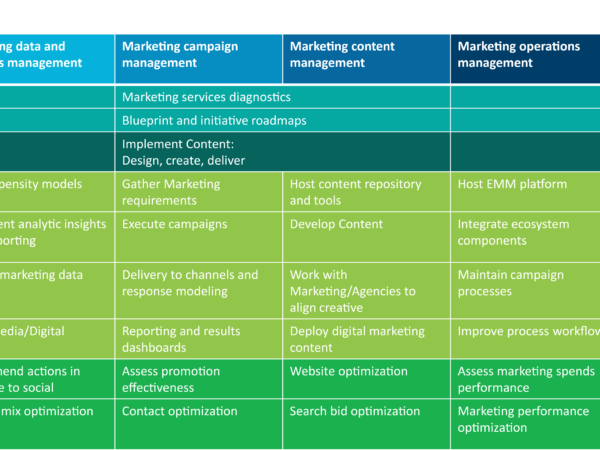 ng data and
s management
Marketing campaign
management
Marketing content
management
Marketing operations
management
Marketing services diagnostics
Blueprint and initiative roadmaps
Implement Content:
Design, create, deliver
pensity models
Gather Marketing
requirements
Host content repository
and tools
Host EMM platform
ent analytic insights
porting
Execute campaigns
Develop Content
Integrate ecosystem
components
marketing data
Delivery to channels and
response modeling
Work with
Marketing/Agencies to
align creative
Maintain campaign
processes
edia/Digital
Reporting and results
dashboards
Deploy digital marketing
content
Improve process workflow
mend actions in
e to social
Assess promotion
effectiveness
Website optimization
Assess marketing spends
performance
mix optimization
Contact optimization
Search bid optimization
Marketing performance
optimization